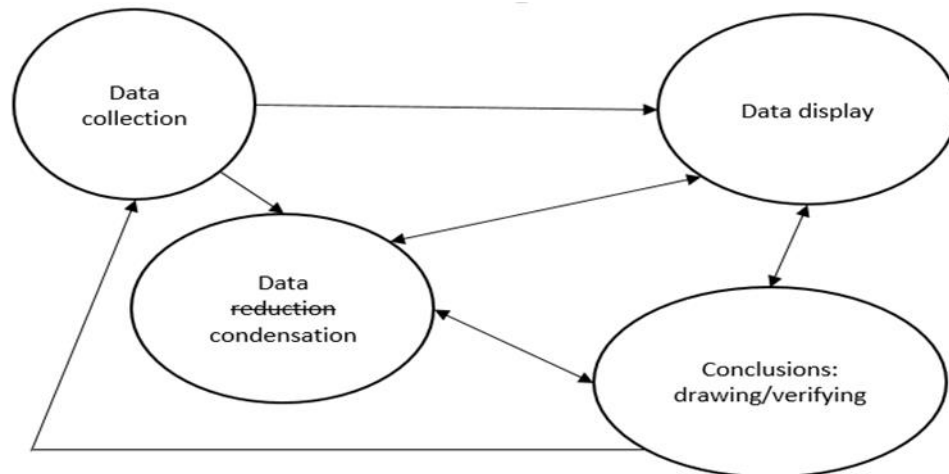 Data
collection
Data display
Data
reduction
condensation
Conclusions:
drawing/verifying